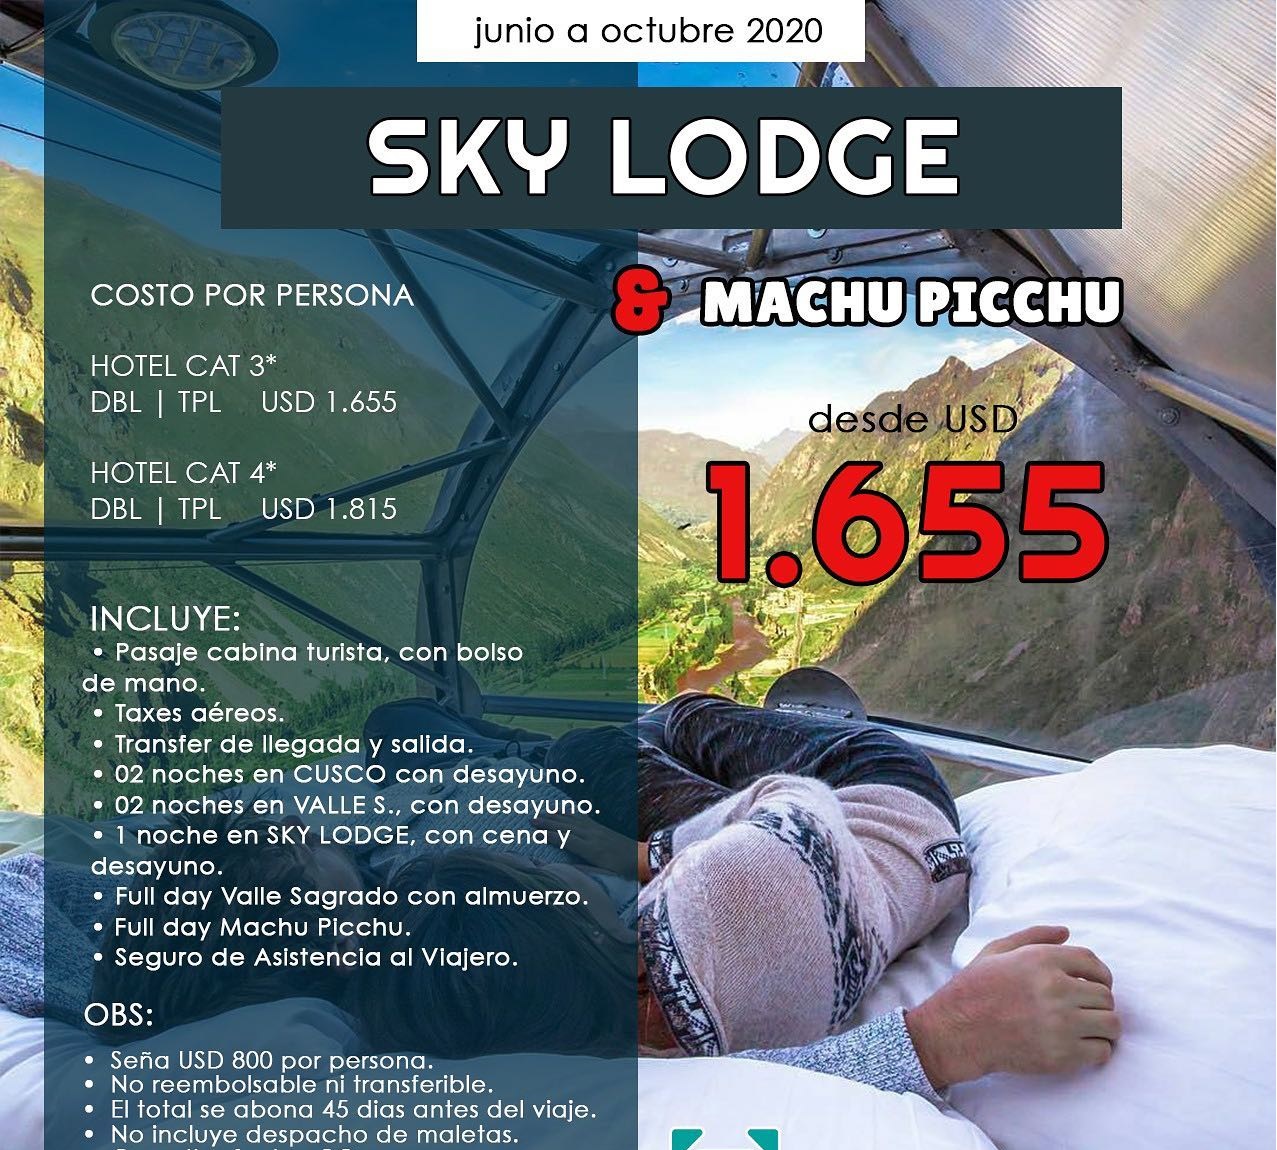 junio a octubre 2020
SKY LODGE
& MACHU PICCHU
desde USD
1.655
COSTO POR PERSONA
HOTEL CAT 3*
DBL | TPL USD 1.655
HOTEL CAT 4*
DBL | TPL USD 1.815
INCLUYE:
• Pasaje cabina turista, con bolso
de mano.
• Taxes aéreos.
• Transfer de llegada y salida.
• 02 noches en CUSCO con desayuno.
• 02 noches en VALLE S., con desayuno.
• 1 noche en SKY LODGE, con cena y
desayuno.
• Full day Valle Sagrado con almuerzo.
• Full day Machu Picchu.
• Seguro de Asistencia al Viajero.
OBS:
• Seña USD 800 por persona.
• No reembolsable ni transferible.
• El total se abona 45 dias antes del viaje.
• No incluye despacho de maletas.